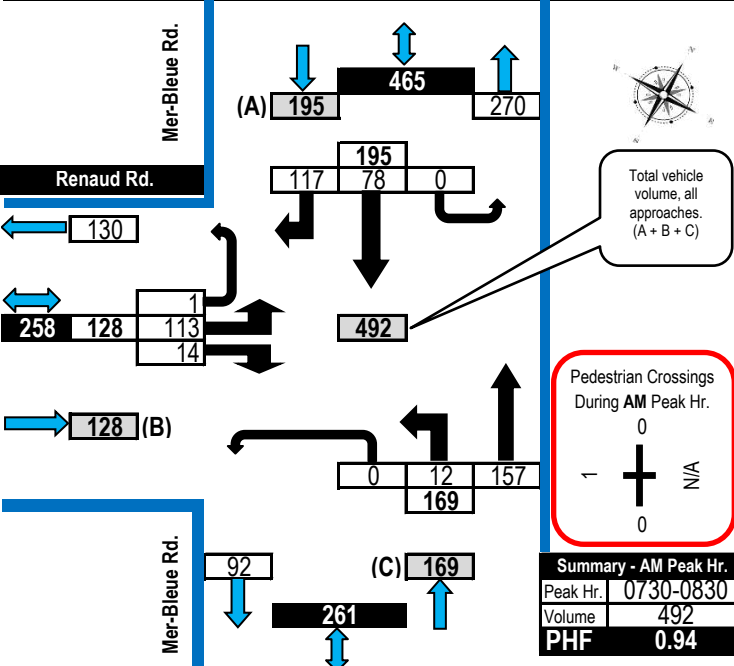 Mer-Bleue Rd.
(A) 195
465
270
N
W
E
S
195
117 78 0
Renaud Rd.
Total vehicle
volume, all
approaches.
(A + B + C)
130
1
258 128 113
14
492
128 (B)
Pedestrian Crossings
During AM Peak Hr.
0
1
N/A
0
0 12 157
169
Mer-Bleue Rd.
92
(C) 169
261
Summary - AM Peak Hr.
Peak Hr. 0730-0830
Volume 492
PHF 0.94